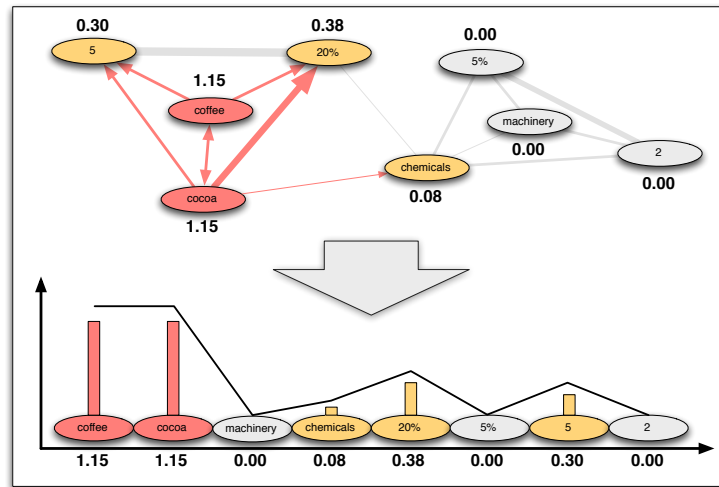 0.30
0.38
0.00
5
20%
5%
1.15
coffee
machinery
0.00
2
chemicals
0.00
0.08
cocoa
1.15
coffee cocoa machinery chemicals 20% 5% 5 2
1.15 1.15 0.00 0.08 0.38 0.00 0.30 0.00